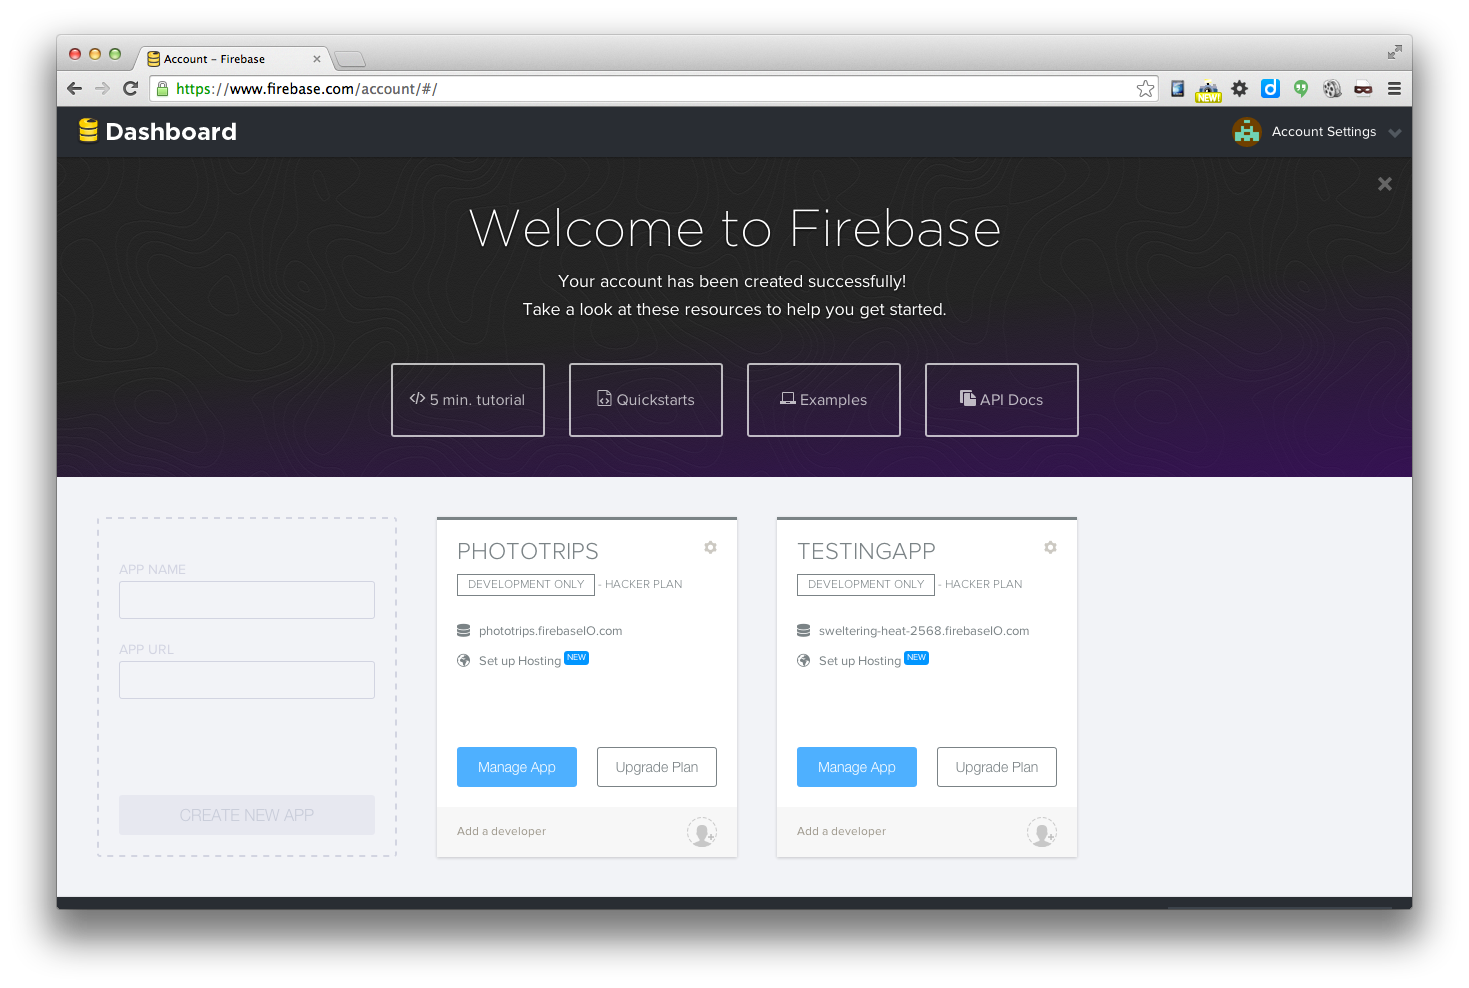 Account – Firebase
https://www.firebase.com/account/#/
NEW!
d
Dashboard
Account Settings
Welcome to Firebase
Your account has been created successfully!
Take a look at these resources to help you get started.
5 min. tutorial
Quickstarts
Examples
API Docs
APP NAME
APP URL
CREATE NEW APP
PHOTOTRIPS
DEVELOPMENT ONLY - HACKER PLAN
phototrips.firebaseIO.com
Set up Hosting NEW
Manage App
Upgrade Plan
Add a developer
TESTINGAPP
DEVELOPMENT ONLY - HACKER PLAN
sweltering-heat-2568.firebaseIO.com
Set up Hosting NEW
Manage App
Upgrade Plan
Add a developer